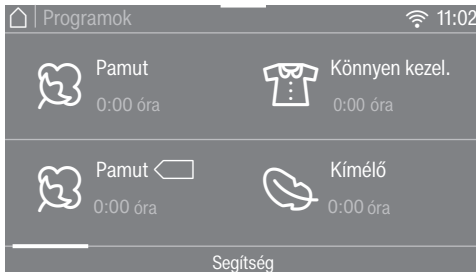 Programok 11:02
Pamut Könnyen kezel.
0:00 óra 0:00 óra
Pamut Kímélő
0:00 óra 0:00 óra
Segítség